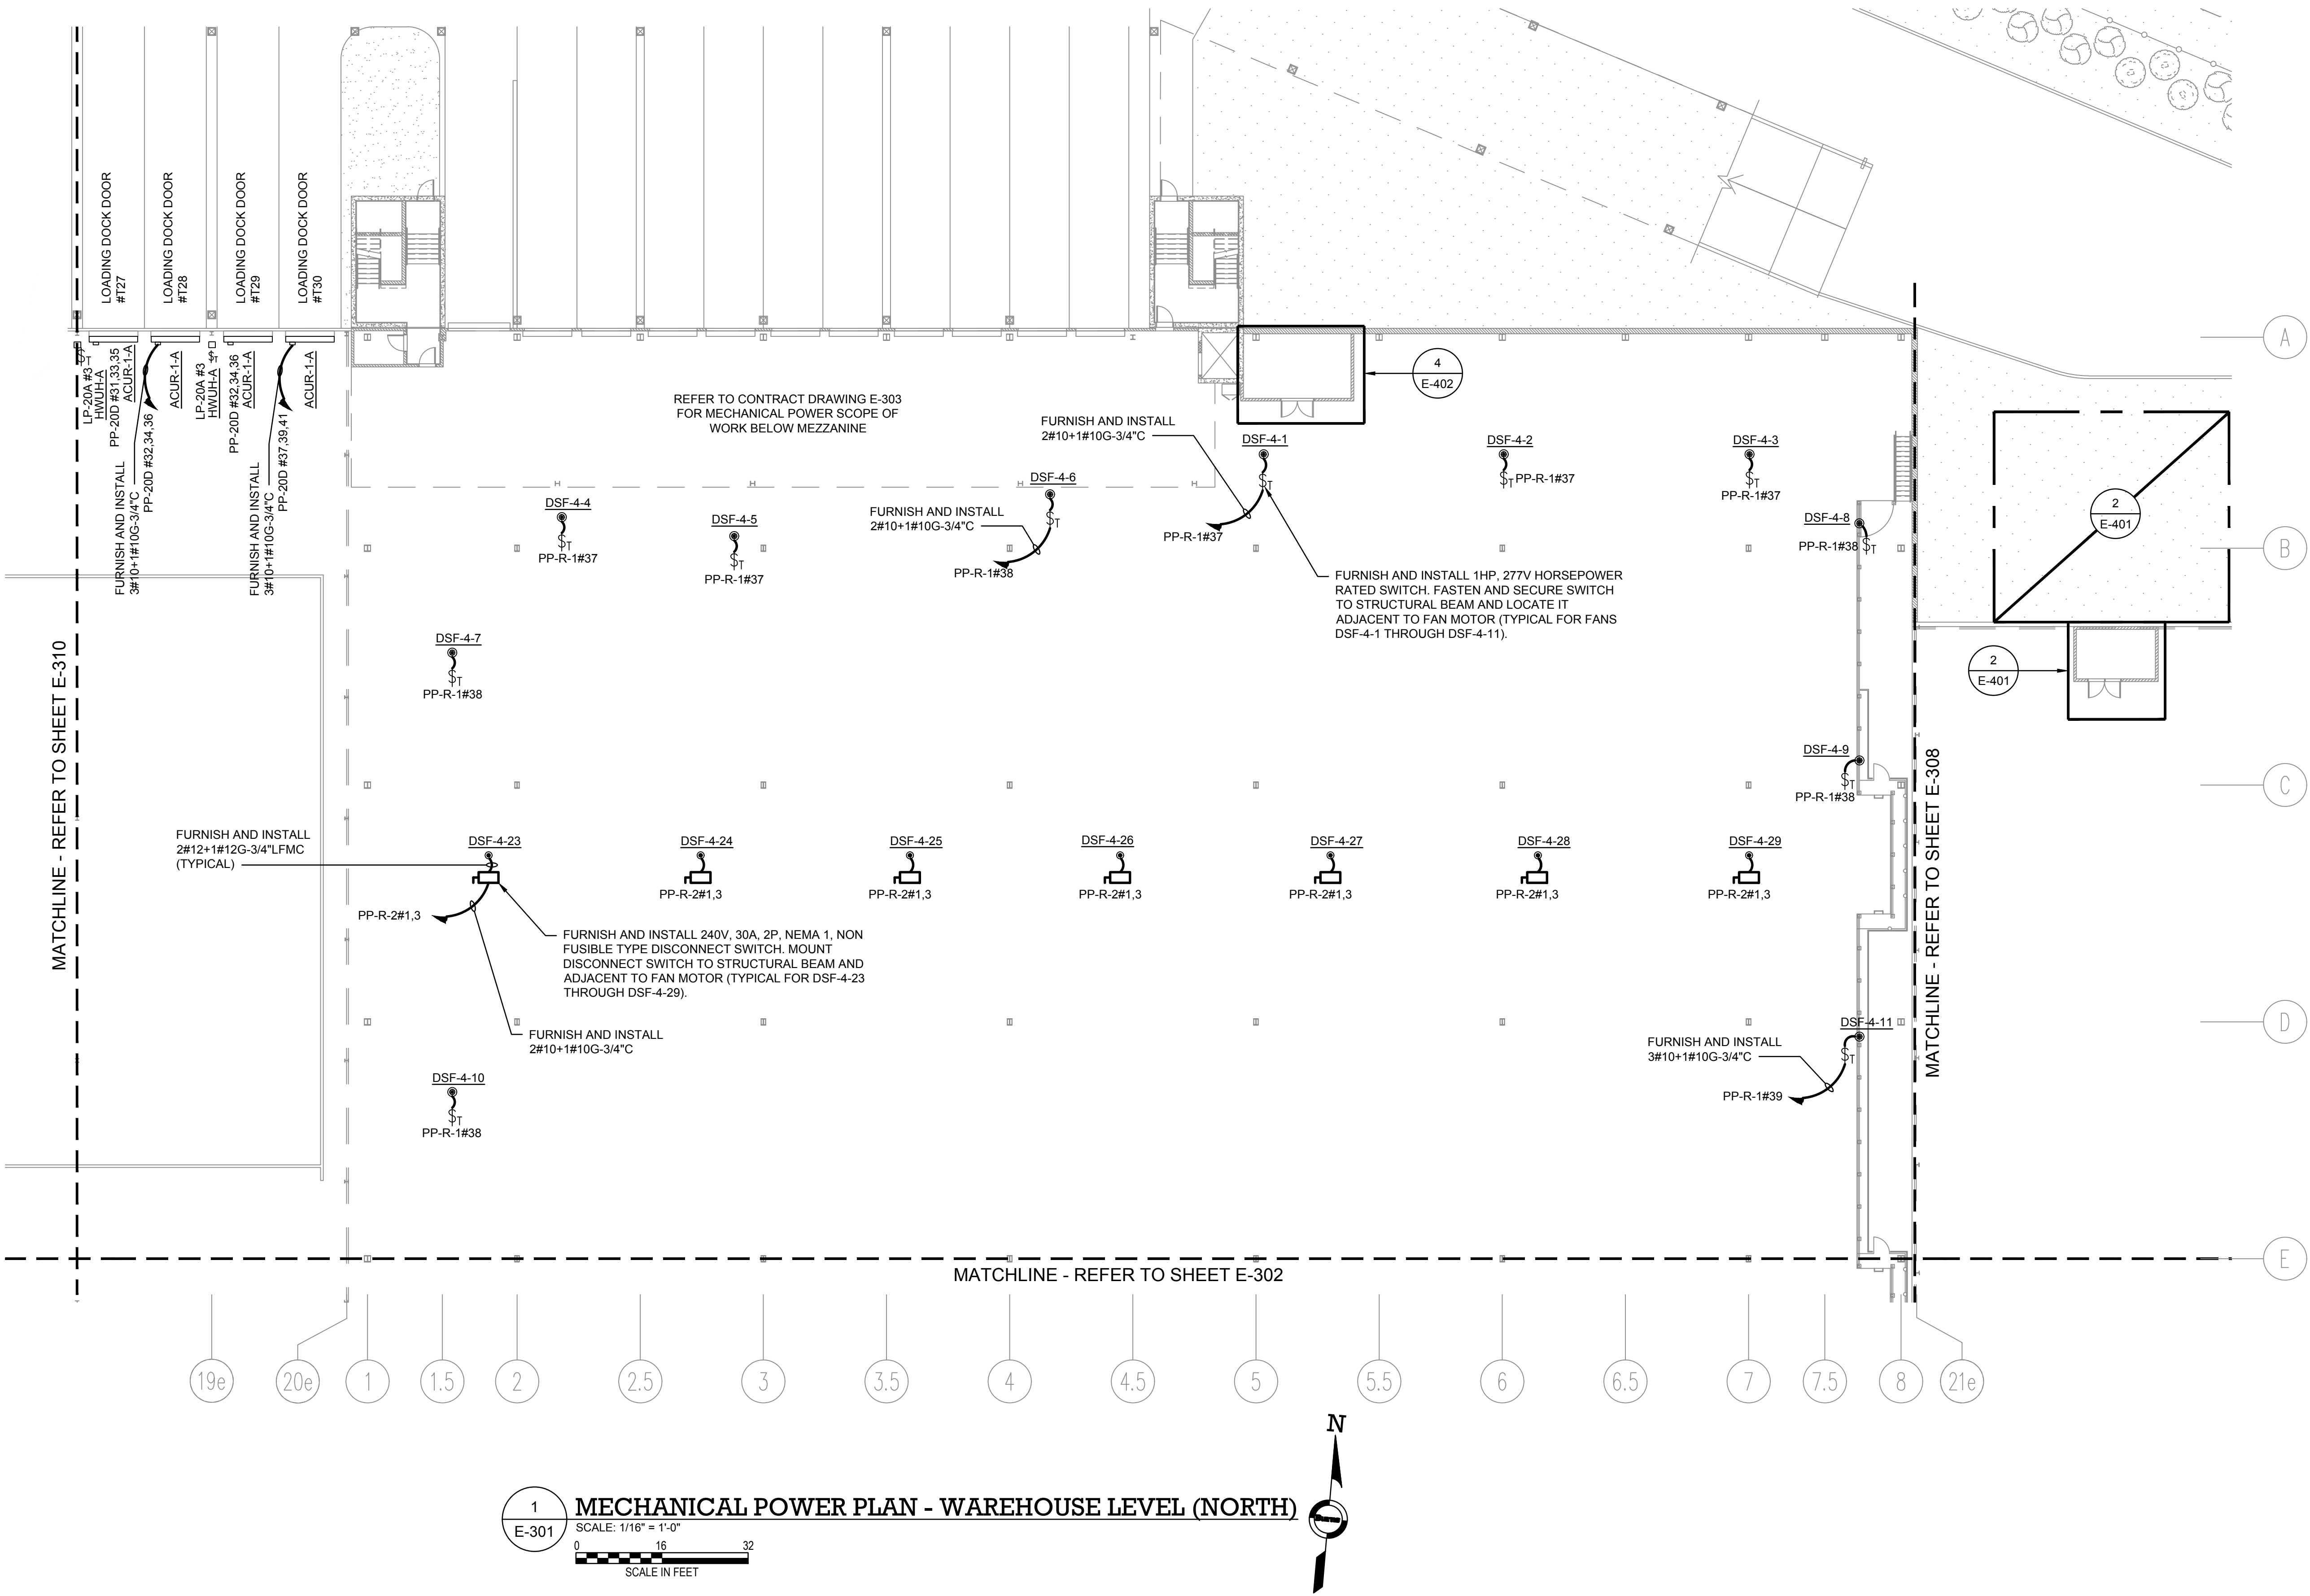 LOADING DOCK DOOR
#T27
LOADING DOCK DOOR
#T28
LOADING DOCK DOOR
#T29
LOADING DOCK DOOR
#T30
LP-20A #3
HWUH-A
PP-20D #31,33,35
ACUR-1-A
FURNISH AND INSTALL
3#10+1#10G-3/4"C
PP-20D #32,34,36
ACUR-1-A
LP-20A #3
HWUH-A
PP-20D #32,34,36
ACUR-1-A
FURNISH AND INSTALL
3#10+1#10G-3/4"C
PP-20D #37,39,41
ACUR-1-A
REFER TO CONTRACT DRAWING E-303
FOR MECHANICAL POWER SCOPE OF
WORK BELOW MEZZANINE
4
E-402
FURNISH AND INSTALL
2#10+1#10G-3/4"C
DSF-4-1
$T
PP-R-1#37
DSF-4-2
$T PP-R-1#37
DSF-4-3
$T
PP-R-1#37
DSF-4-4
$T
PP-R-1#37
DSF-4-5
$T
PP-R-1#37
DSF-4-6
$T
FURNISH AND INSTALL
2#10+1#10G-3/4"C
PP-R-1#38
DSF-4-8
PP-R-1#38 $T
2
E-401
FURNISH AND INSTALL 1HP, 277V HORSEPOWER
RATED SWITCH. FASTEN AND SECURE SWITCH
TO STRUCTURAL BEAM AND LOCATE IT
ADJACENT TO FAN MOTOR (TYPICAL FOR FANS
DSF-4-1 THROUGH DSF-4-11).
DSF-4-7
$T
PP-R-1#38
2
E-401
DSF-4-9
$T
PP-R-1#38
MATCHLINE - REFER TO SHEET E-310
MATCHLINE - REFER TO SHEET E-308
FURNISH AND INSTALL
2#12+1#12G-3/4"LFMC
(TYPICAL)
DSF-4-23
PP-R-2#1,3
DSF-4-24
PP-R-2#1,3
DSF-4-25
PP-R-2#1,3
DSF-4-26
PP-R-2#1,3
DSF-4-27
PP-R-2#1,3
DSF-4-28
PP-R-2#1,3
DSF-4-29
PP-R-2#1,3
FURNISH AND INSTALL 240V, 30A, 2P, NEMA 1, NON
FUSIBLE TYPE DISCONNECT SWITCH. MOUNT
DISCONNECT SWITCH TO STRUCTURAL BEAM AND
ADJACENT TO FAN MOTOR (TYPICAL FOR DSF-4-23
THROUGH DSF-4-29).
FURNISH AND INSTALL
2#10+1#10G-3/4"C
DSF-4-10
$T
PP-R-1#38
DSF-4-11
$T
FURNISH AND INSTALL
3#10+1#10G-3/4"C
PP-R-1#39
A
B
C
D
E
MATCHLINE - REFER TO SHEET E-302
19e
20e
1
1.5
2
2.5
3
3.5
4
4.5
5
5.5
6
6.5
7
7.5
8
21e
N
Burns
1
E-301
MECHANICAL POWER PLAN - WAREHOUSE LEVEL (NORTH)
SCALE: 1/16" = 1'-0"
0 16 32
SCALE IN FEET